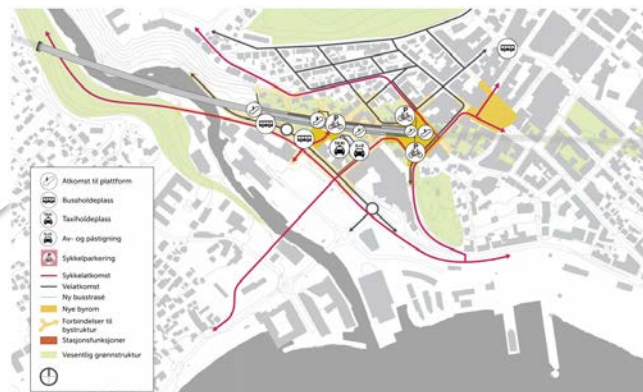 Atkomst til plattform
Bussholdeplass
Taxiholdeplass
Av- og påstigning
Sykkelparkering
Sykkelatkomst
Veiatkomst
Ny busstrasé
Nye byrom
Forbindelser til
bystruktur
Stasjonsfunksjoner
Vesentlig grønnstruktur